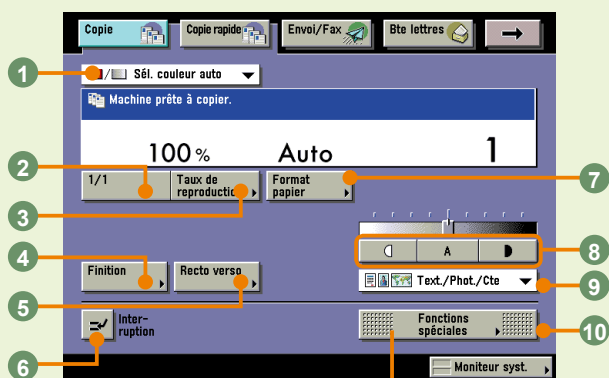 Copie
Copie rapide
Envoi/Fax
Bte lettres
1
Sél. couleur auto
Machine prête à copier.
100 % Auto 1
2
1/1
Taux de
reproduction
Format
papier
7
3
4
Finition
Recto verso
A
8
5
Text./Phot./Cte
9
6
Inter-
ruption
Fonctions
spéciales
10
Moniteur syst.